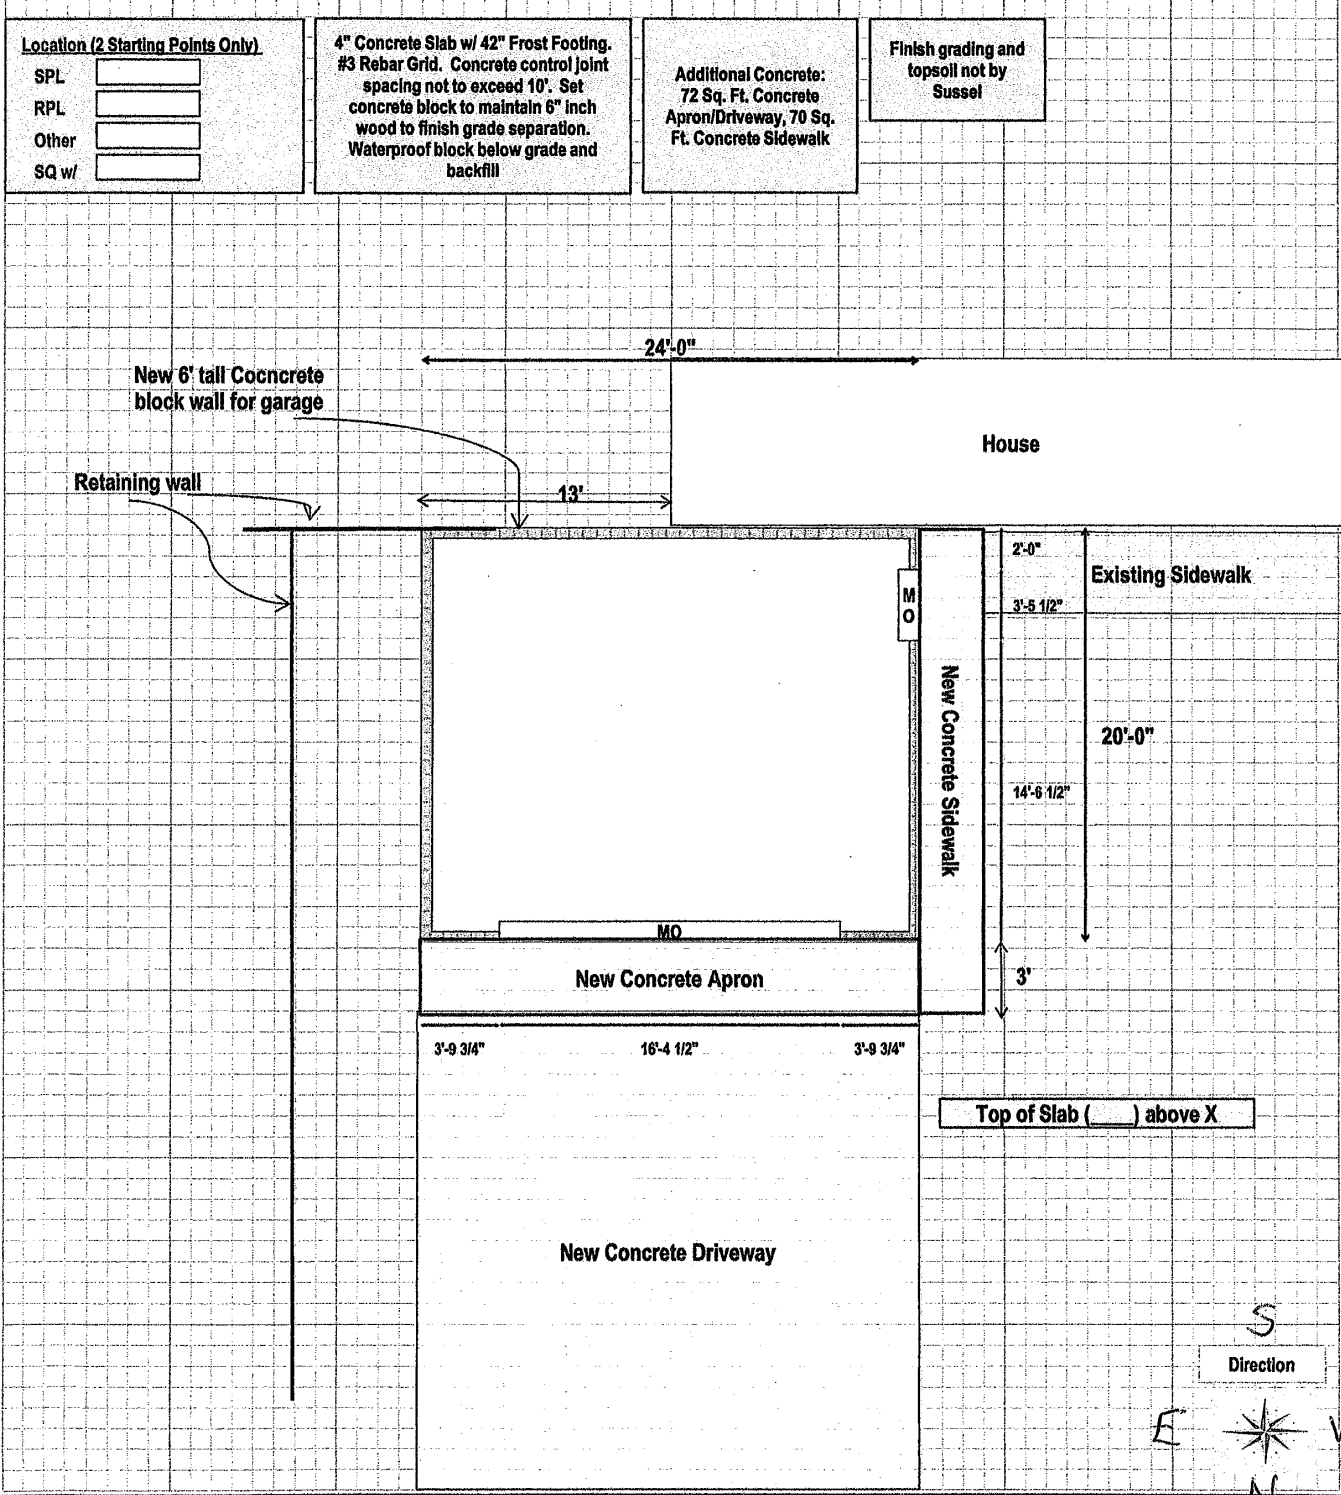 Location (2 Starting Points Only)
SPL
RPL
Other
SQ w/
4" Concrete Slab w/ 42" Frost Footing.
#3 Rebar Grid. Concrete control joint
spacing not to exceed 10'. Set
concrete block to maintain 6" inch
wood to finish grade separation.
Waterproof block below grade and
backfill
Additional Concrete:
72 Sq. Ft. Concrete
Apron/Driveway, 70 Sq.
Ft. Concrete Sidewalk
Finish grading and
topsoil not by
Sussel
24'-0"
New 6' tall Cocncrete
block wall for garage
House
Retaining wall
13'
2'-0"
Existing Sidewalk
3'-5 1/2"
MO
New Concrete Sidewalk
20'-0"
14'-6 1/2"
MO
New Concrete Apron
3'
3'-9 3/4"
16'-4 1/2"
3'-9 3/4"
Top of Slab (____) above X
New Concrete Driveway
S
Direction
E
N